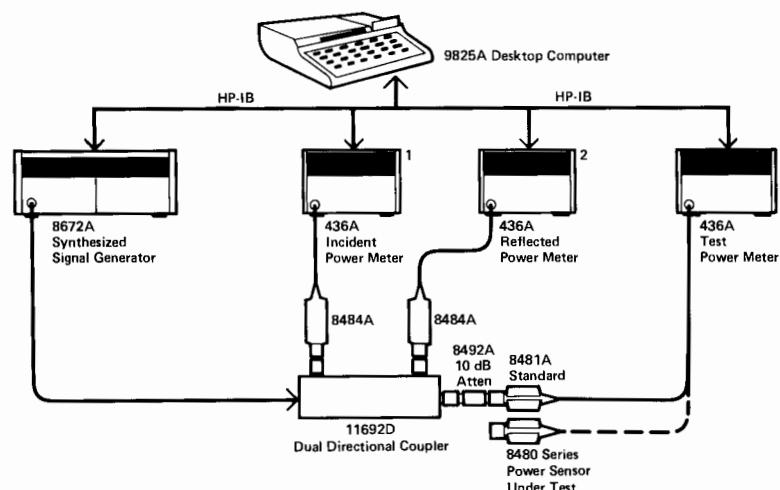 9825A Desktop Computer
HP-IB
HP-IB
1
2
8672A
Synthesized
Signal Generator
436A
Incident
Power Meter
436A
Reflected
Power Meter
436A
Test
Power Meter
8484A
8484A
8492A
10 dB
Atten
8481A
Standard
11692D
Dual Directional Coupler
8480 Series
Power Sensor
Under Test